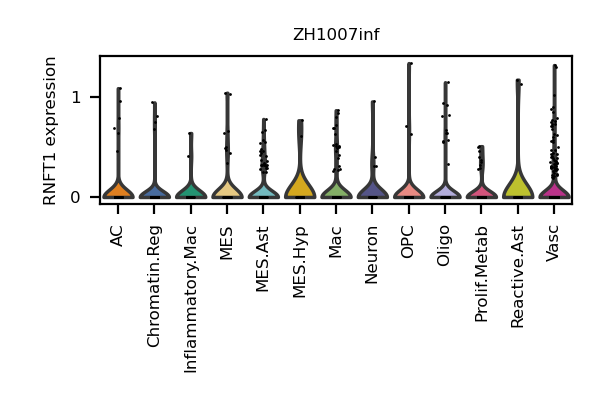 ZH1007inf
RNFT1 expression
1
0
AC
Chromatin.Reg
Inflammatory.Mac
MES
MES.Ast
MES.Hyp
Mac
Neuron
OPC
Oligo
Prolif.Metab
Reactive.Ast
Vasc